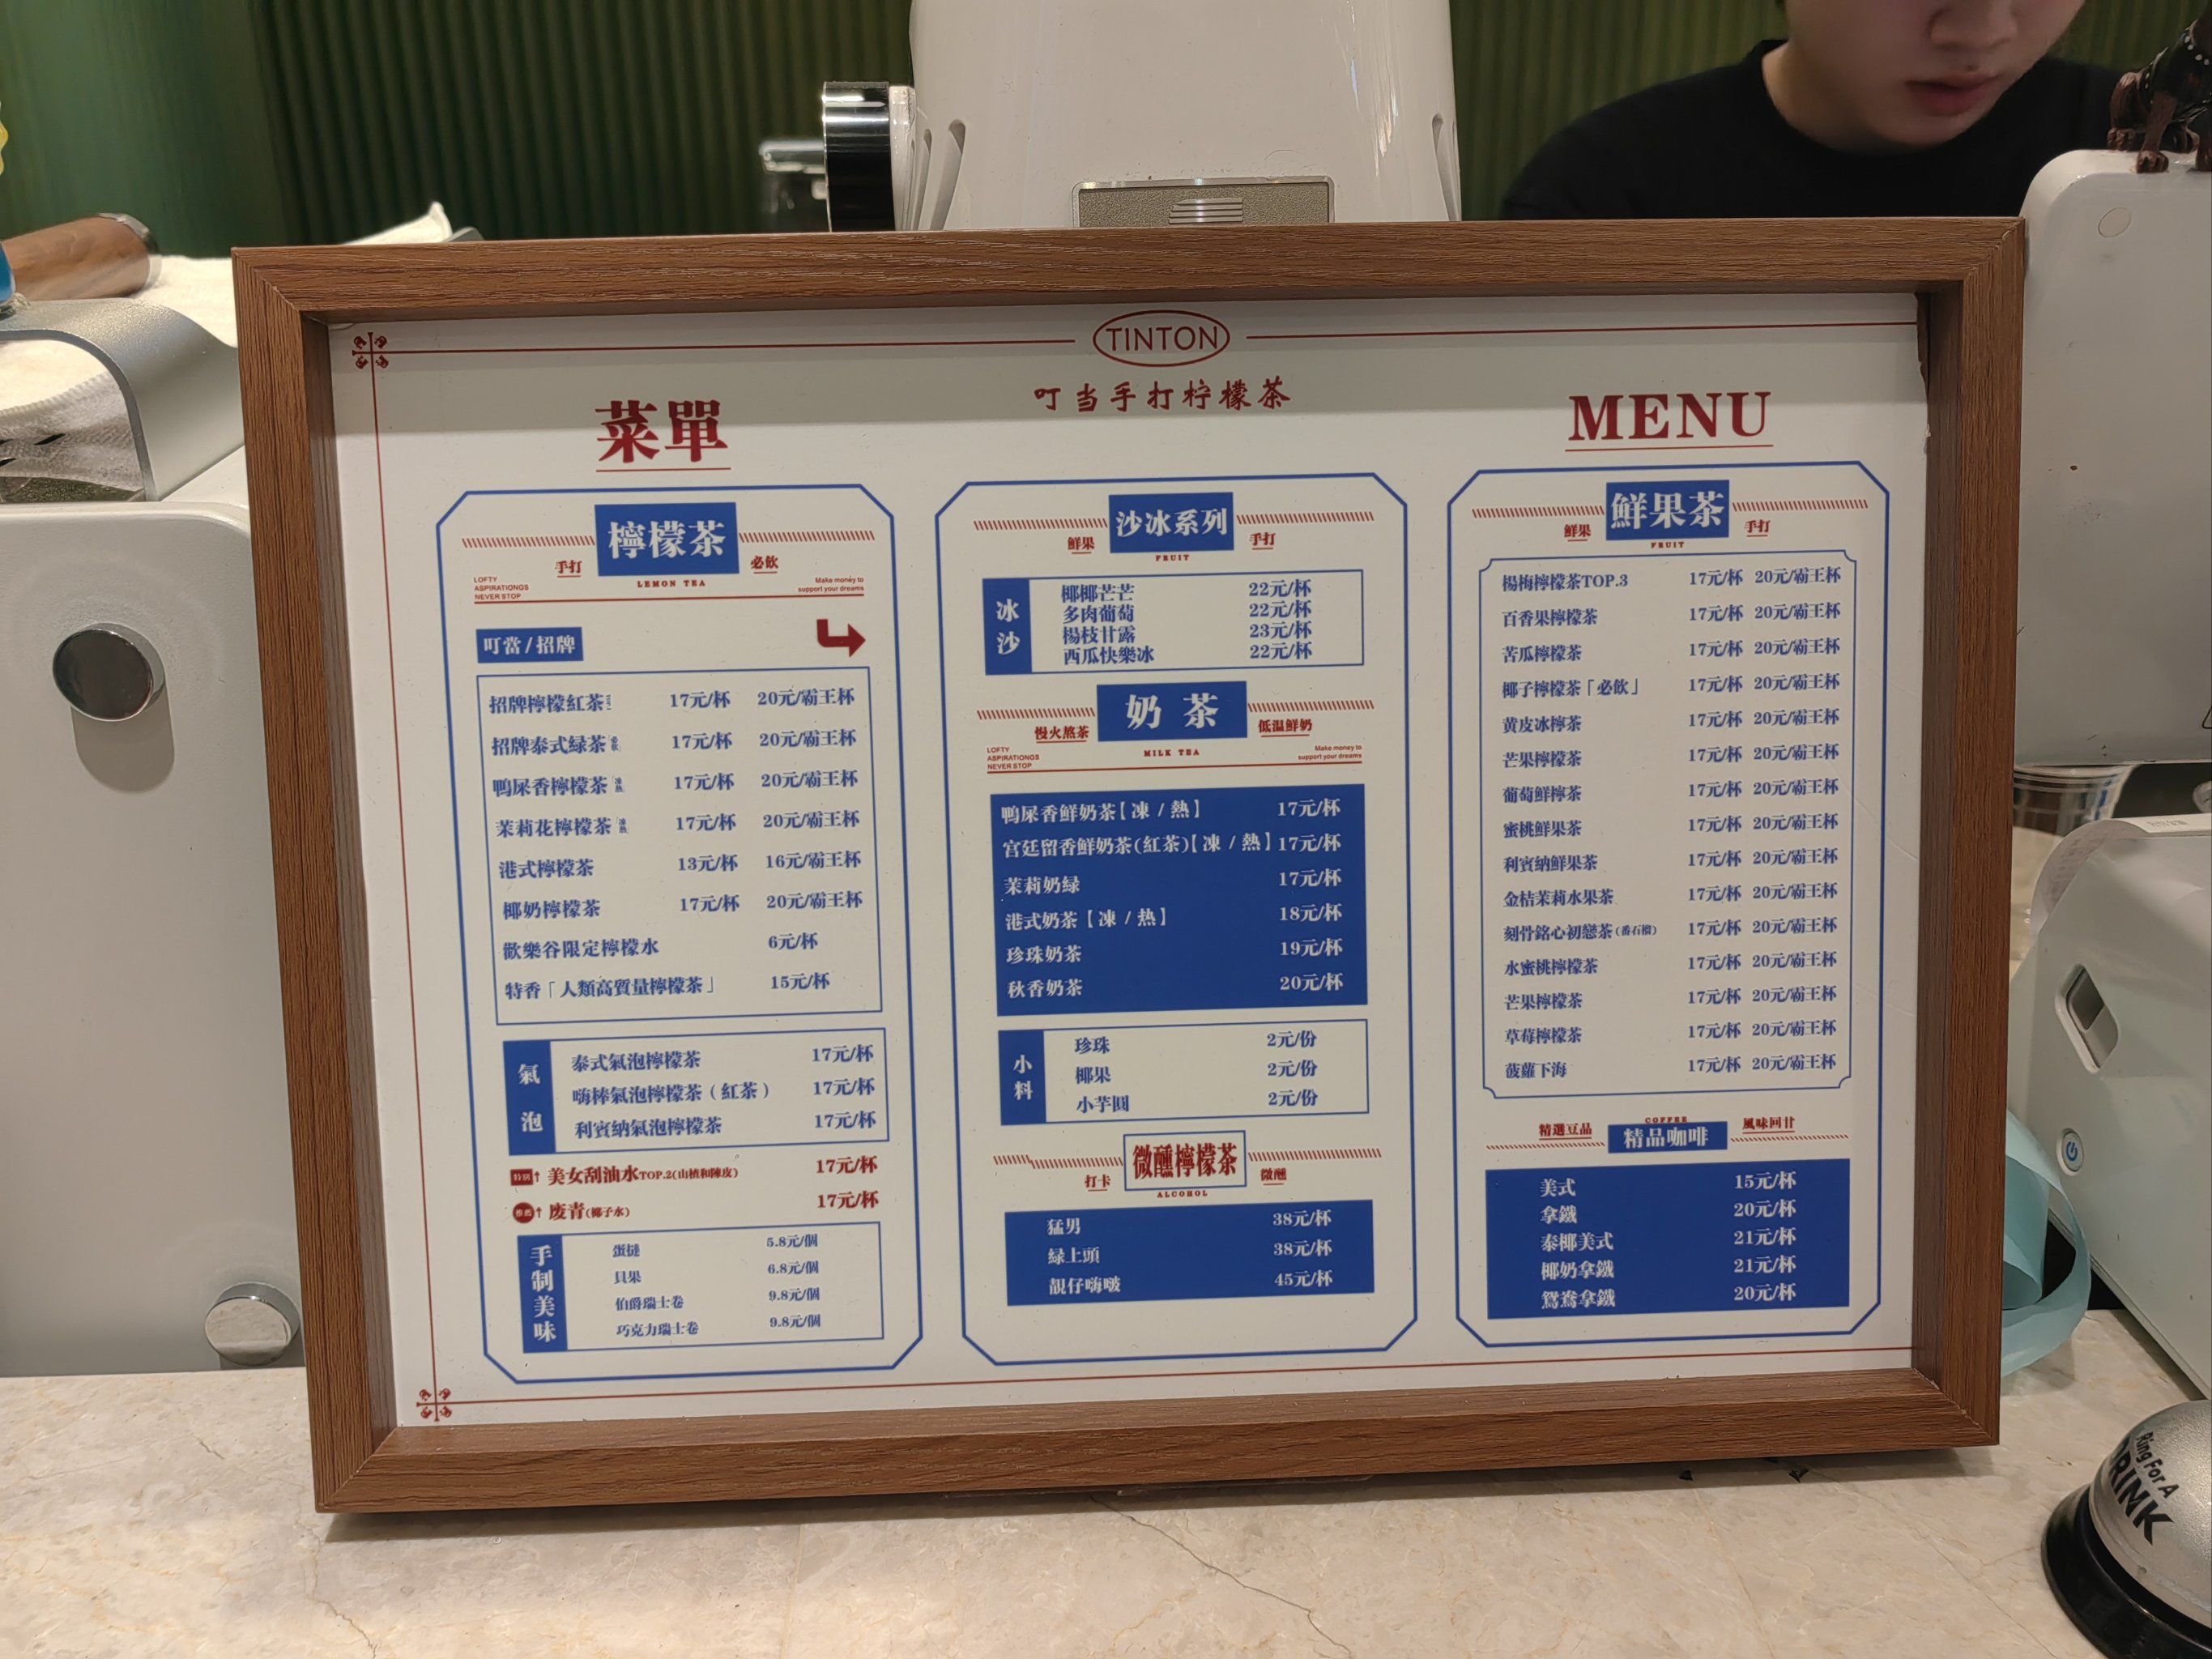 TINTON
叮当手打柠檬茶
菜單
MENU
檸檬茶
手打
必飲
LEMON TEA
LOFTY
ASPIRATIONGS
NEVER STOP
Make money to
support your dreams
叮當/招牌
招牌檸檬紅茶 17元/杯 20元/霸王杯
招牌泰式绿茶 17元/杯 20元/霸王杯
鴨屎香檸檬茶 17元/杯 20元/霸王杯
茉莉花檸檬茶 17元/杯 20元/霸王杯
港式檸檬茶 13元/杯 16元/霸王杯
椰奶檸檬茶 17元/杯 20元/霸王杯
歡樂谷限定檸檬水 6元/杯
特香「人類高質量檸檬茶」 15元/杯
氣泡
泰式氣泡檸檬茶 17元/杯
嗨棒氣泡檸檬茶(紅茶) 17元/杯
利賓纳氣泡檸檬茶 17元/杯
特别↑ 美女刮油水TOP.2(山楂和陳皮) 17元/杯
↑ 废青(椰子水) 17元/杯
手制美味
蛋撻 5.8元/個
貝果 6.8元/個
伯爵瑞士卷 9.8元/個
巧克力瑞士卷 9.8元/個
沙冰系列
鮮果
手打
FRUIT
冰沙
椰椰芒芒 22元/杯
多肉葡萄 22元/杯
楊枝甘露 23元/杯
西瓜快樂冰 22元/杯
奶茶
慢火熬茶
低温鮮奶
MILK TEA
LOFTY
ASPIRATIONGS
NEVER STOP
Make money to
support your dreams
鴨屎香鮮奶茶【凍/熱】 17元/杯
宫廷留香鮮奶茶(紅茶)【凍/熱】 17元/杯
茉莉奶緑 17元/杯
港式奶茶【凍/热】 18元/杯
珍珠奶茶 19元/杯
秋香奶茶 20元/杯
小料
珍珠 2元/份
椰果 2元/份
小芋圆 2元/份
微醺檸檬茶
打卡
微醺
ALCOHOL
猛男 38元/杯
緑上頭 38元/杯
靚仔嗨啵 45元/杯
鮮果茶
鮮果
手打
FRUIT
楊梅檸檬茶TOP.3 17元/杯 20元/霸王杯
百香果檸檬茶 17元/杯 20元/霸王杯
苦瓜檸檬茶 17元/杯 20元/霸王杯
椰子檸檬茶「必飲」 17元/杯 20元/霸王杯
黄皮冰檸茶 17元/杯 20元/霸王杯
芒果檸檬茶 17元/杯 20元/霸王杯
葡萄鮮檸茶 17元/杯 20元/霸王杯
蜜桃鮮果茶 17元/杯 20元/霸王杯
利賓纳鮮果茶 17元/杯 20元/霸王杯
金桔茉莉水果茶 17元/杯 20元/霸王杯
刻骨銘心初戀茶(番石榴) 17元/杯 20元/霸王杯
水蜜桃檸檬茶 17元/杯 20元/霸王杯
芒果檸檬茶 17元/杯 20元/霸王杯
草莓檸檬茶 17元/杯 20元/霸王杯
菠蘿下海 17元/杯 20元/霸王杯
COFFEE
精選豆品
精品咖啡
風味回甘
美式 15元/杯
拿鐵 20元/杯
泰椰美式 21元/杯
椰奶拿鐵 21元/杯
鴛鴦拿鐵 20元/杯
Ring For A
DRINK